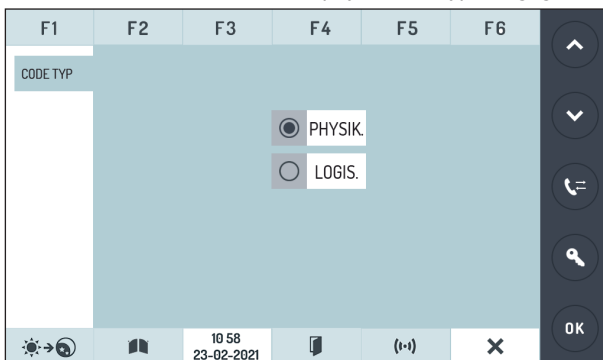 F1 F2 F3 F4 F5 F6
CODE TYP
PHYSIK.
LOGIS.
10 58
23-02-2021
OK